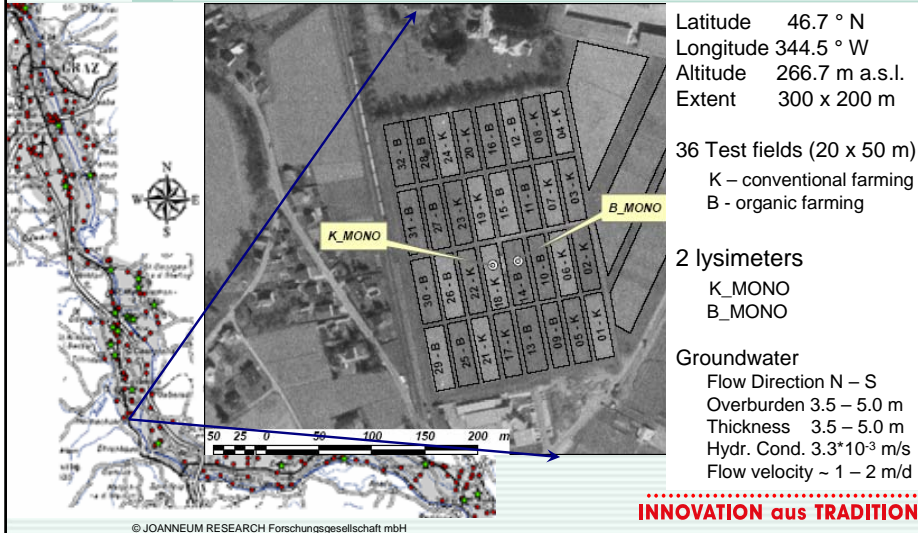 GRAZ
N
W E
S
32 - B
28 - B
24 - K
20 - K
16 - B
12 - B
08 - K
04 - K
31 - B
27 - B
23 - K
19 - K
15 - B
11 - B
07 - K
03 - K
30 - B
26 - B
22 - K
18 - K
14 - B
10 - B
06 - K
02 - K
29 - B
25 - B
21 - K
17 - K
13 - B
09 - B
05 - K
01 - K
K_MONO
B_MONO
50 25 0 50 100 150 200 m
© JOANNEUM RESEARCH Forschungsgesellschaft mbH
Latitude 46.7 ° N
Longitude 344.5 ° W
Altitude 266.7 m a.s.l.
Extent 300 x 200 m
36 Test fields (20 x 50 m)
K – conventional farming
B - organic farming
2 lysimeters
K_MONO
B_MONO
Groundwater
Flow Direction N – S
Overburden 3.5 – 5.0 m
Thickness 3.5 – 5.0 m
Hydr. Cond. 3.3*10⁻³ m/s
Flow velocity ~ 1 – 2 m/d
INNOVATION aus TRADITION